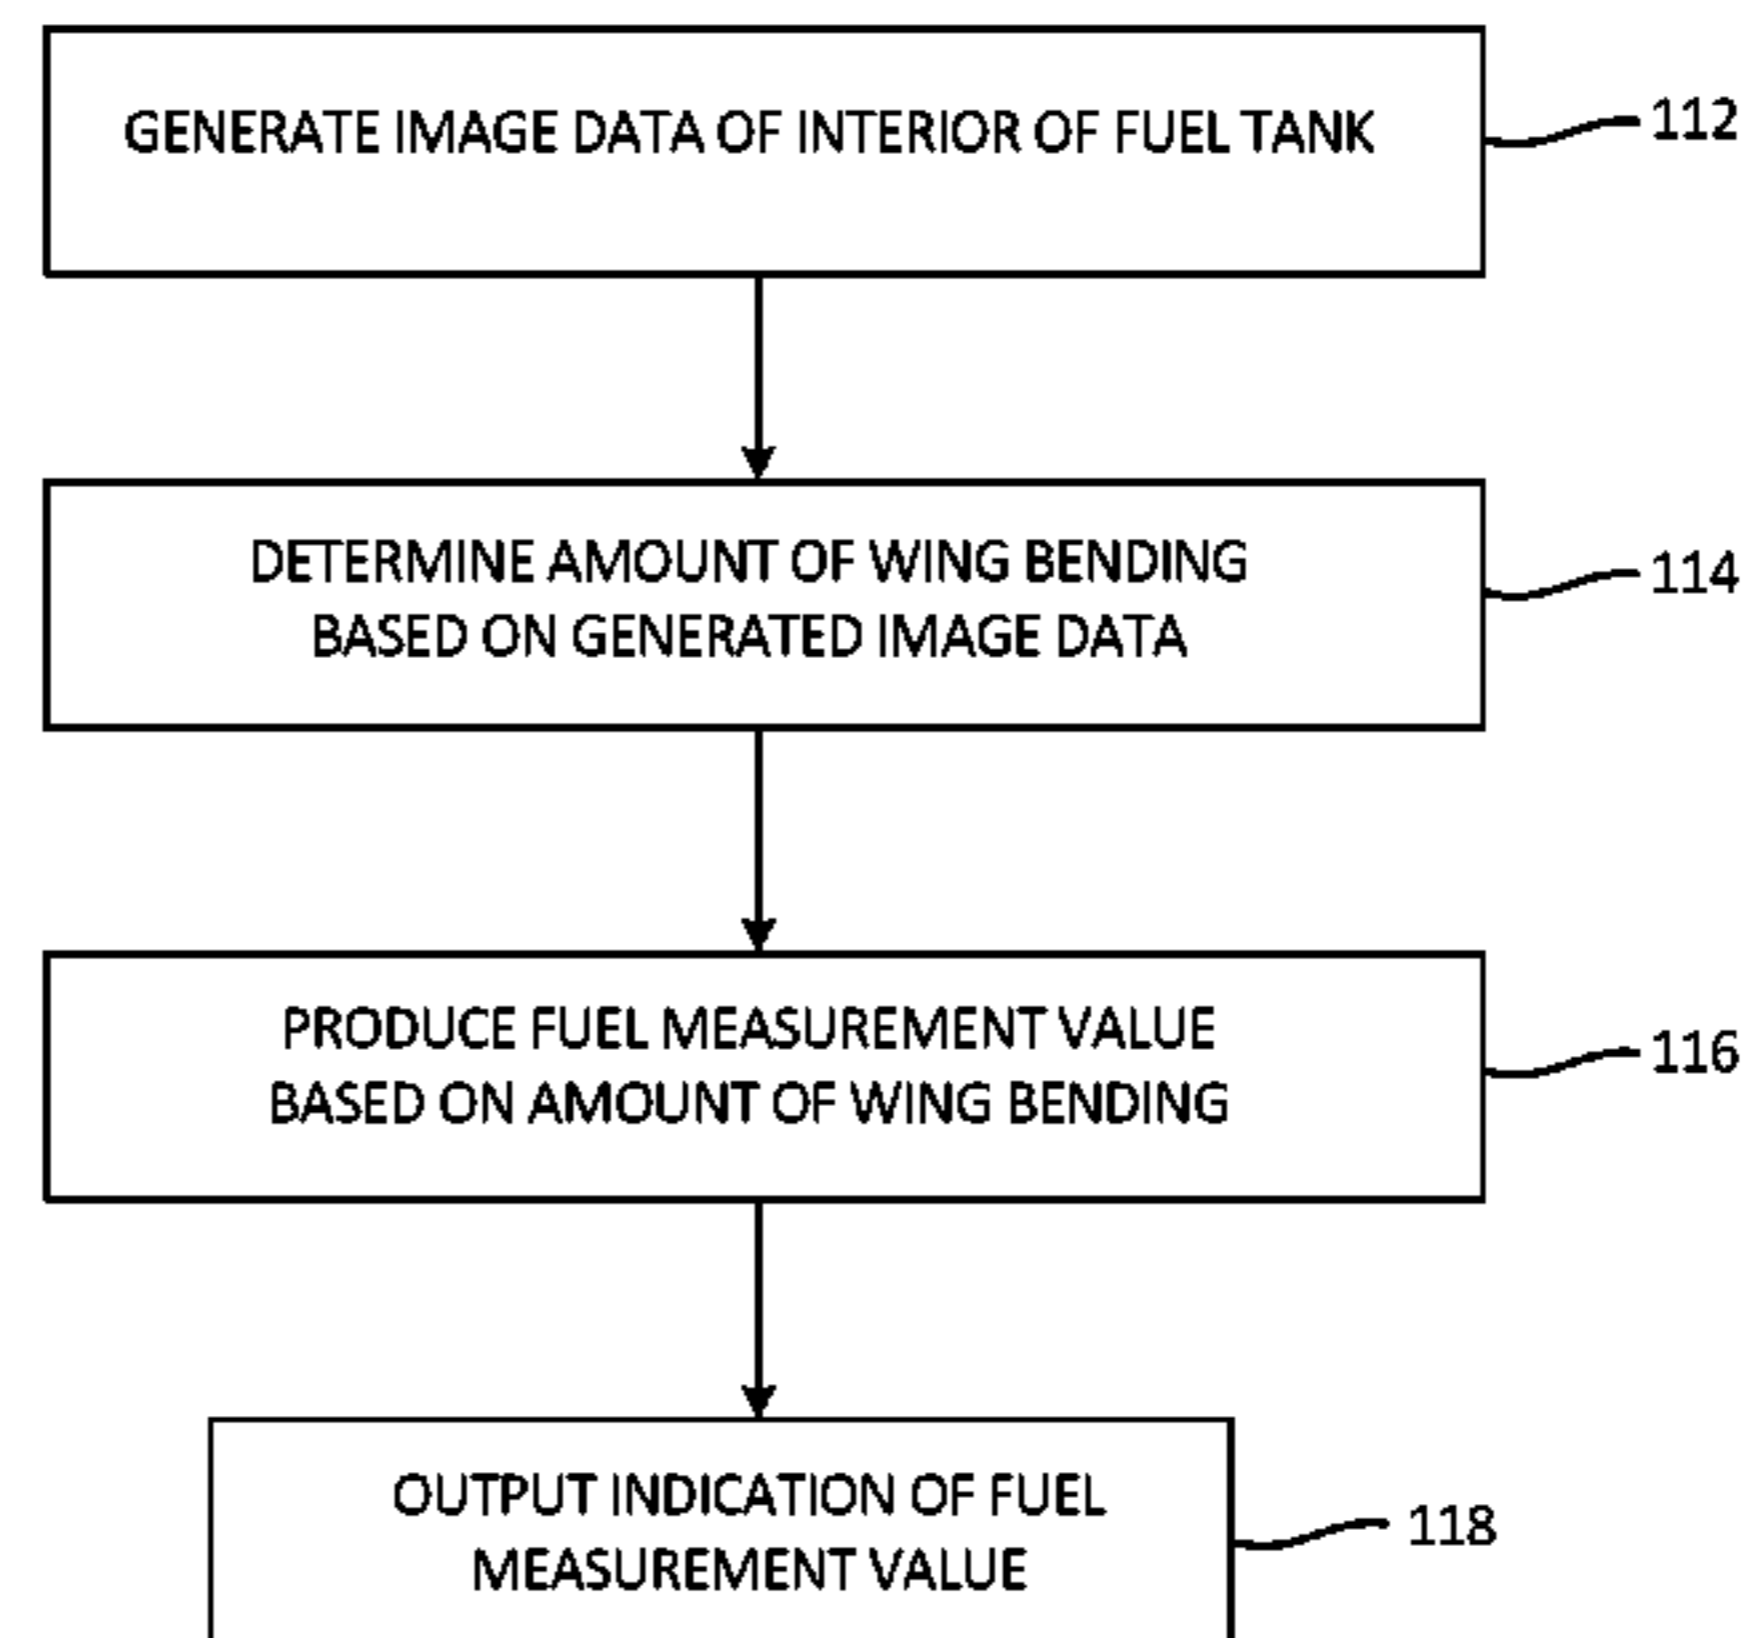 GENERATE IMAGE DATA OF INTERIOR OF FUEL TANK
112
DETERMINE AMOUNT OF WING BENDING
BASED ON GENERATED IMAGE DATA
114
PRODUCE FUEL MEASUREMENT VALUE
BASED ON AMOUNT OF WING BENDING
116
OUTPUT INDICATION OF FUEL
MEASUREMENT VALUE
118